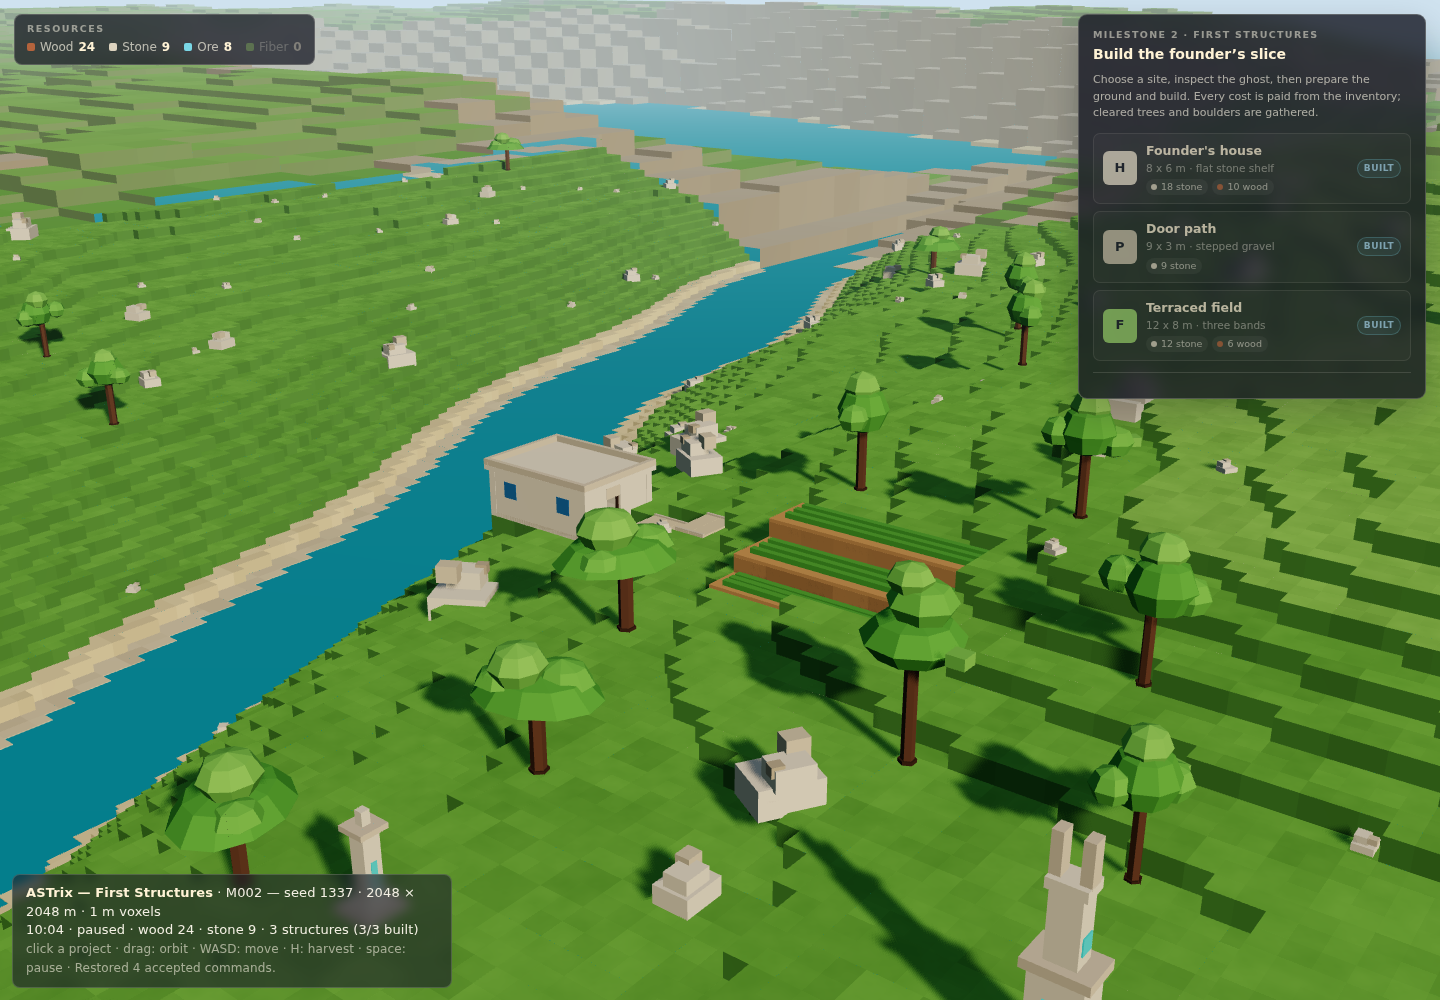 RESOURCES
Wood 24 Stone 9 Ore 8 Fiber 0
MILESTONE 2 · FIRST STRUCTURES
Build the founder’s slice
Choose a site, inspect the ghost, then prepare the
ground and build. Every cost is paid from the inventory;
cleared trees and boulders are gathered.
H
Founder's house
8 x 6 m · flat stone shelf
18 stone 10 wood
BUILT
P
Door path
9 x 3 m · stepped gravel
9 stone
BUILT
F
Terraced field
12 x 8 m · three bands
12 stone 6 wood
BUILT
ASTrix — First Structures · M002 — seed 1337 · 2048 ×
2048 m · 1 m voxels
10:04 · paused · wood 24 · stone 9 · 3 structures (3/3 built)
click a project · drag: orbit · WASD: move · H: harvest · space:
pause · Restored 4 accepted commands.